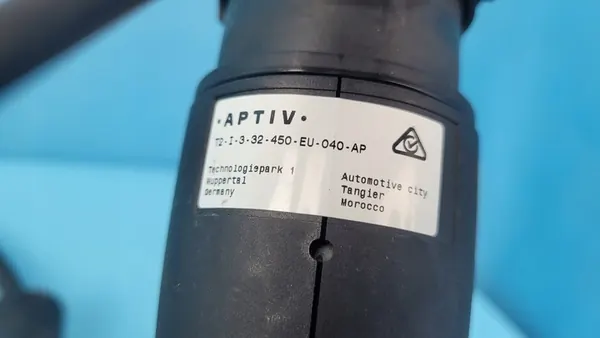 ·APTIV·
T2-I-3-32-450-EU-040-AP
Technologiepark 1
Wuppertal
Germany
Automotive city
Tangier
Morocco